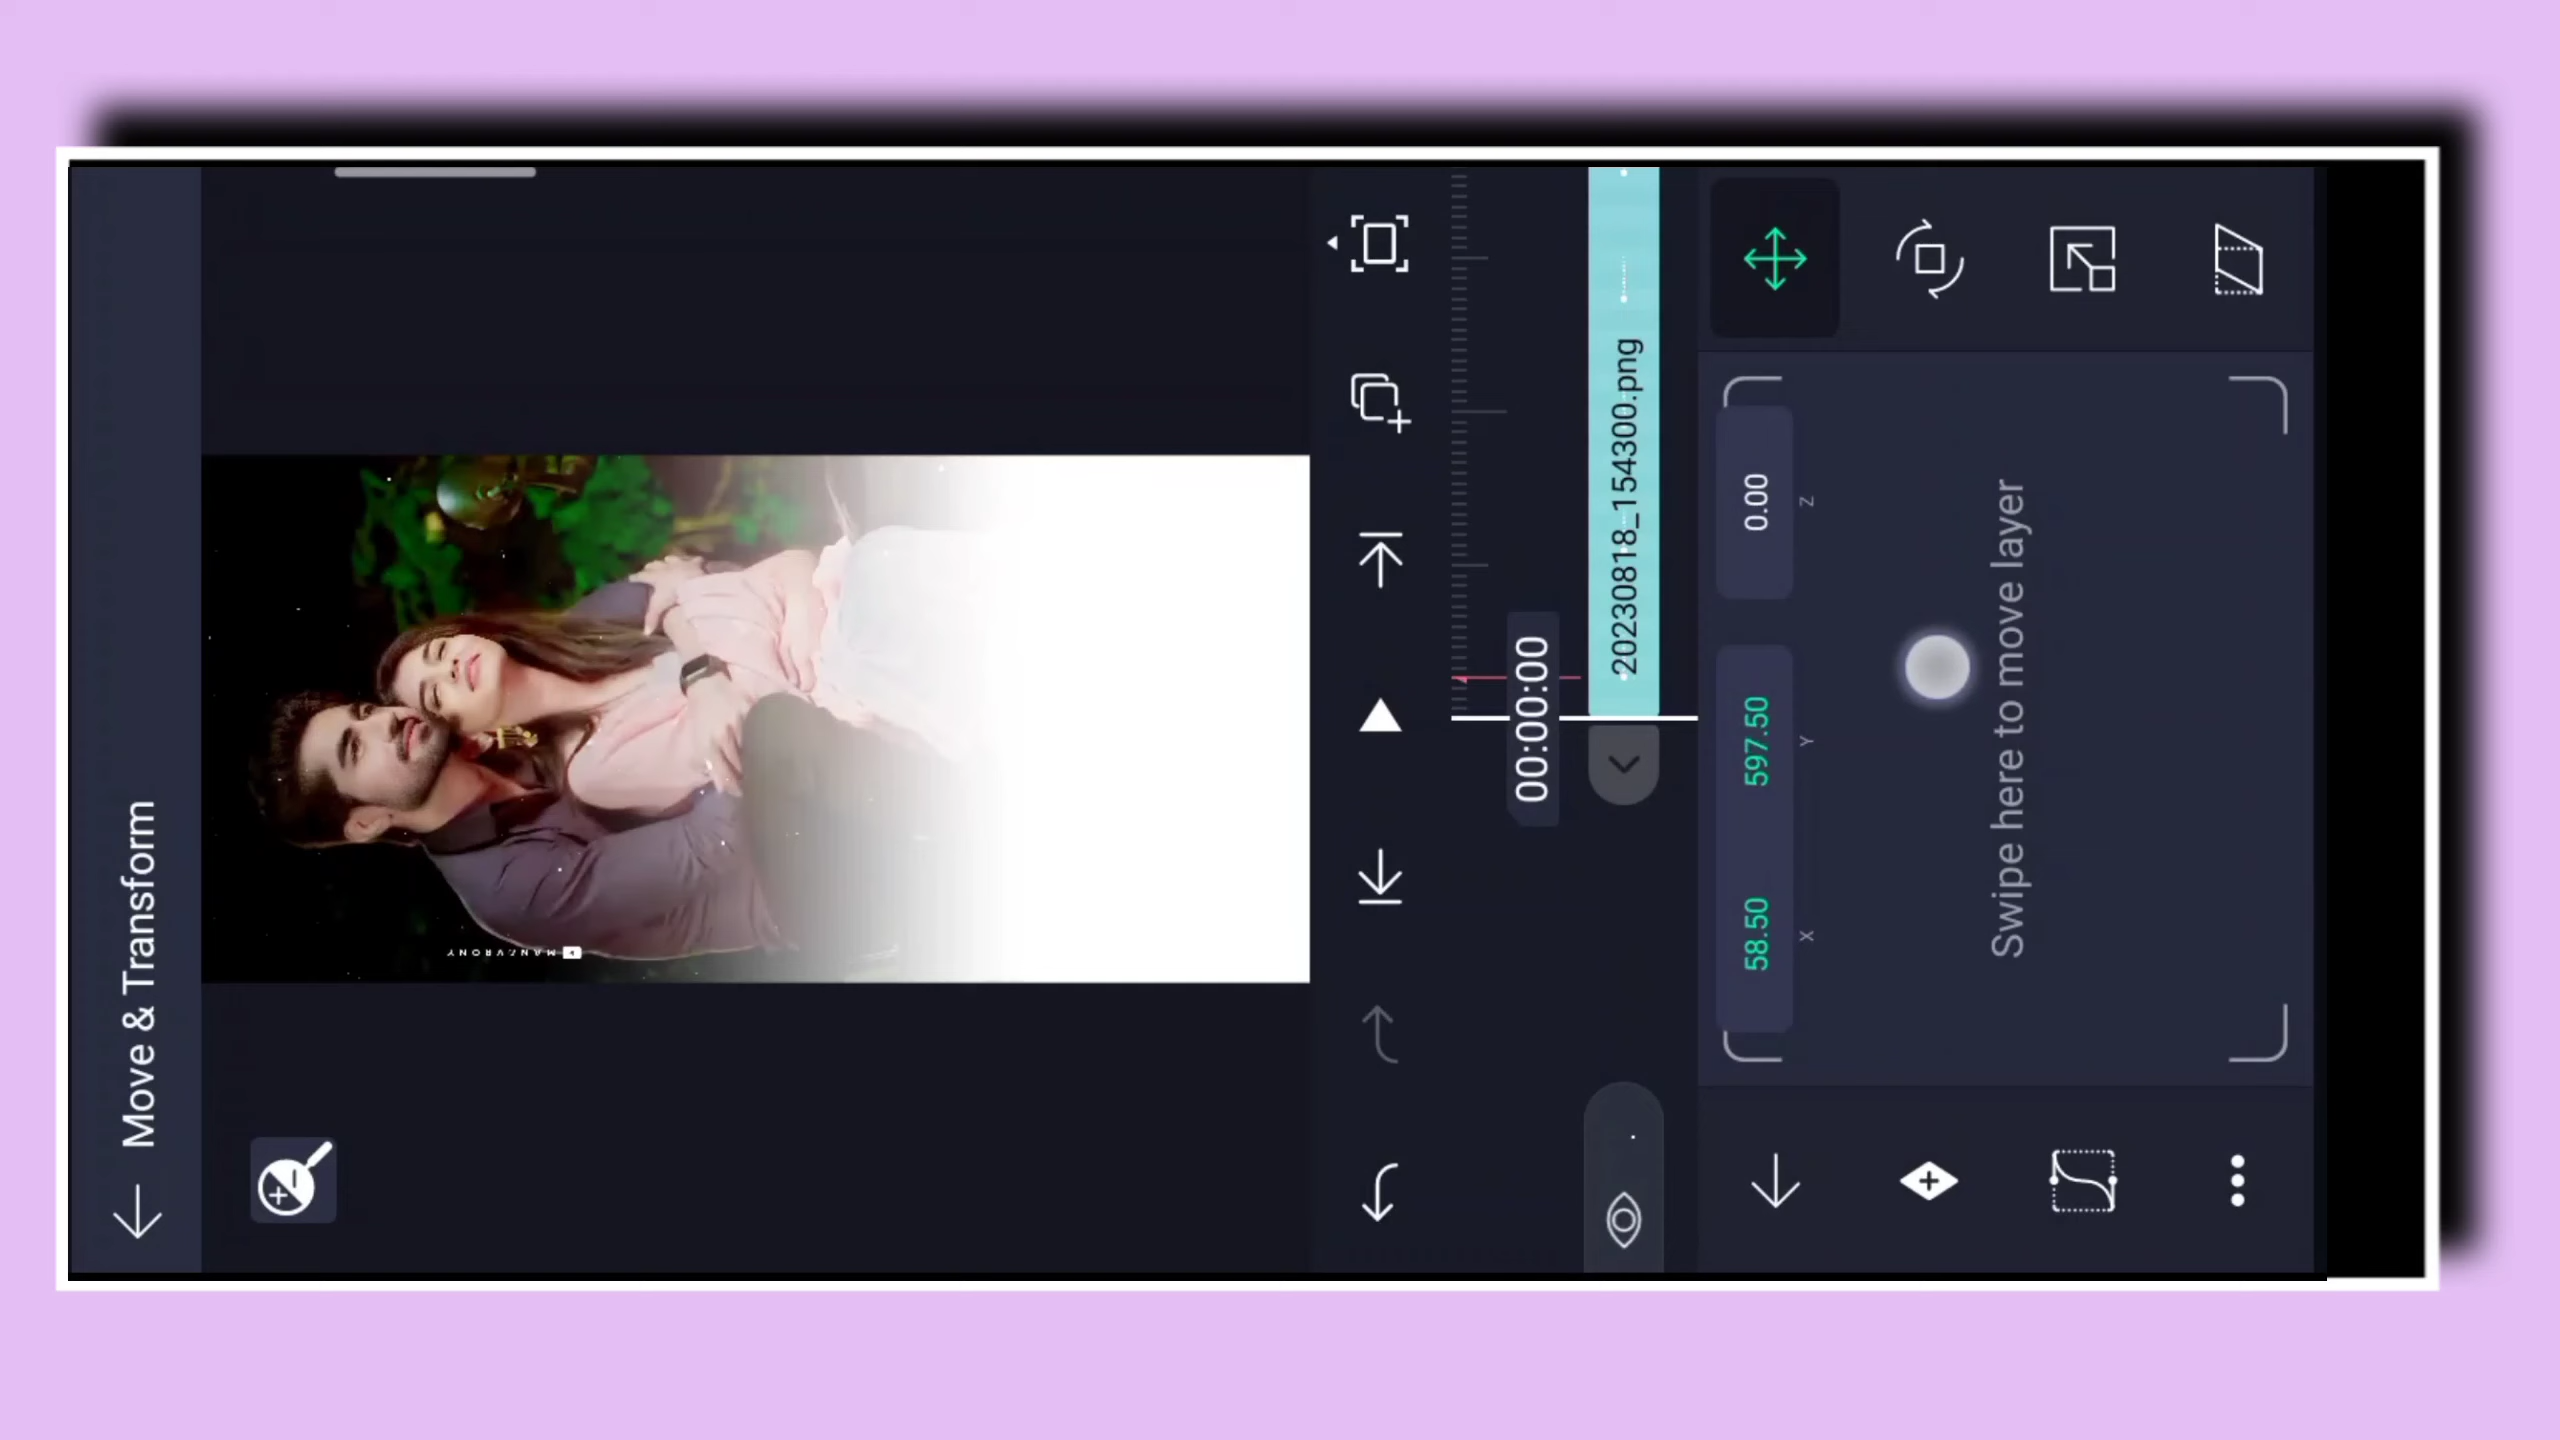 Move & Transform
00:00:00
20230818_154300.png
58.50
597.50
0.00
X
Y
Z
Swipe here to move layer